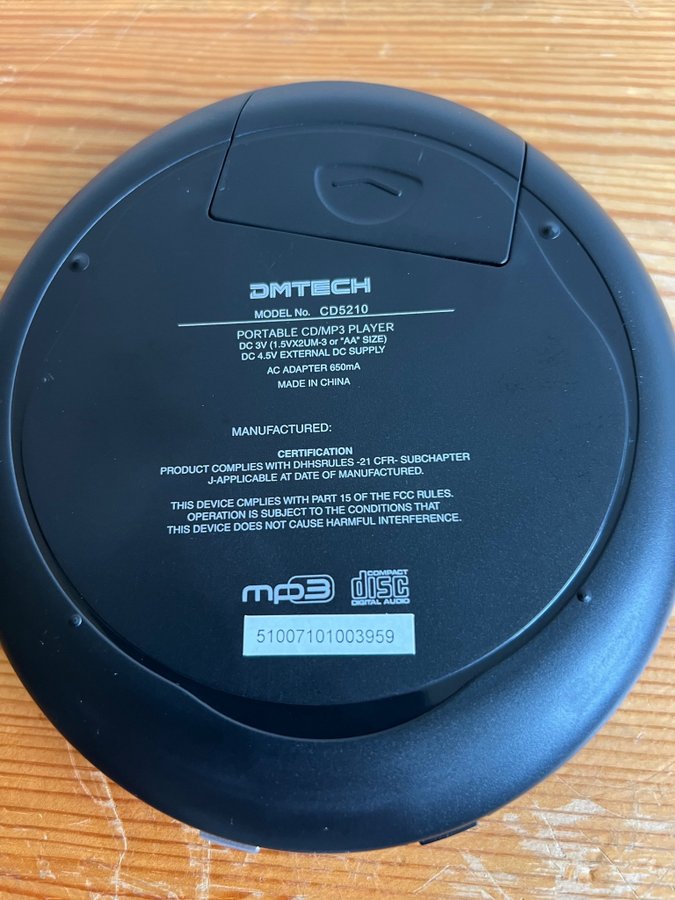 DMTECH
MODEL No. CD5210
PORTABLE CD/MP3 PLAYER
DC 3V (1.5VX2UM-3 or "AA" SIZE)
DC 4.5V EXTERNAL DC SUPPLY
AC ADAPTER 650mA
MADE IN CHINA
MANUFACTURED:
CERTIFICATION
PRODUCT COMPLIES WITH DHHSRULES -21 CFR- SUBCHAPTER
J-APPLICABLE AT DATE OF MANUFACTURED.
THIS DEVICE CMPLIES WITH PART 15 OF THE FCC RULES.
OPERATION IS SUBJECT TO THE CONDITIONS THAT
THIS DEVICE DOES NOT CAUSE HARMFUL INTERFERENCE.
mp3 COMPACT disc DIGITAL AUDIO
51007101003959